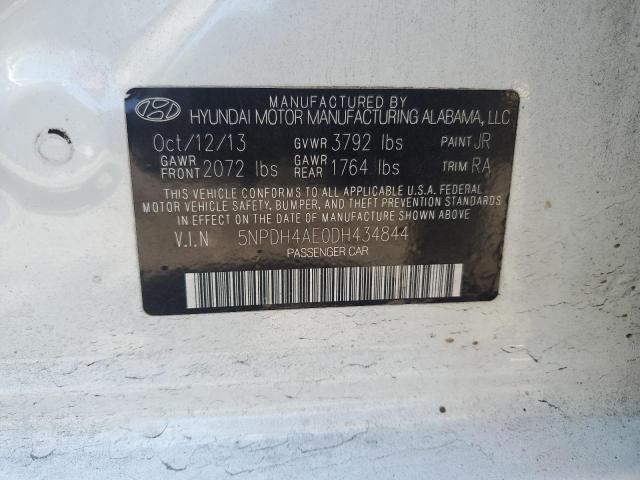 MANUFACTURED BY
HYUNDAI MOTOR MANUFACTURING ALABAMA, LLC
Oct/12/13 GVWR 3792 lbs PAINT JR
GAWR FRONT 2072 lbs GAWR REAR 1764 lbs TRIM RA
THIS VEHICLE CONFORMS TO ALL APPLICABLE U.S.A. FEDERAL
MOTOR VEHICLE SAFETY, BUMPER, AND THEFT PREVENTION STANDARDS
IN EFFECT ON THE DATE OF MANUFACTURE SHOWN ABOVE
V.I.N 5NPDH4AE0DH434844
PASSENGER CAR